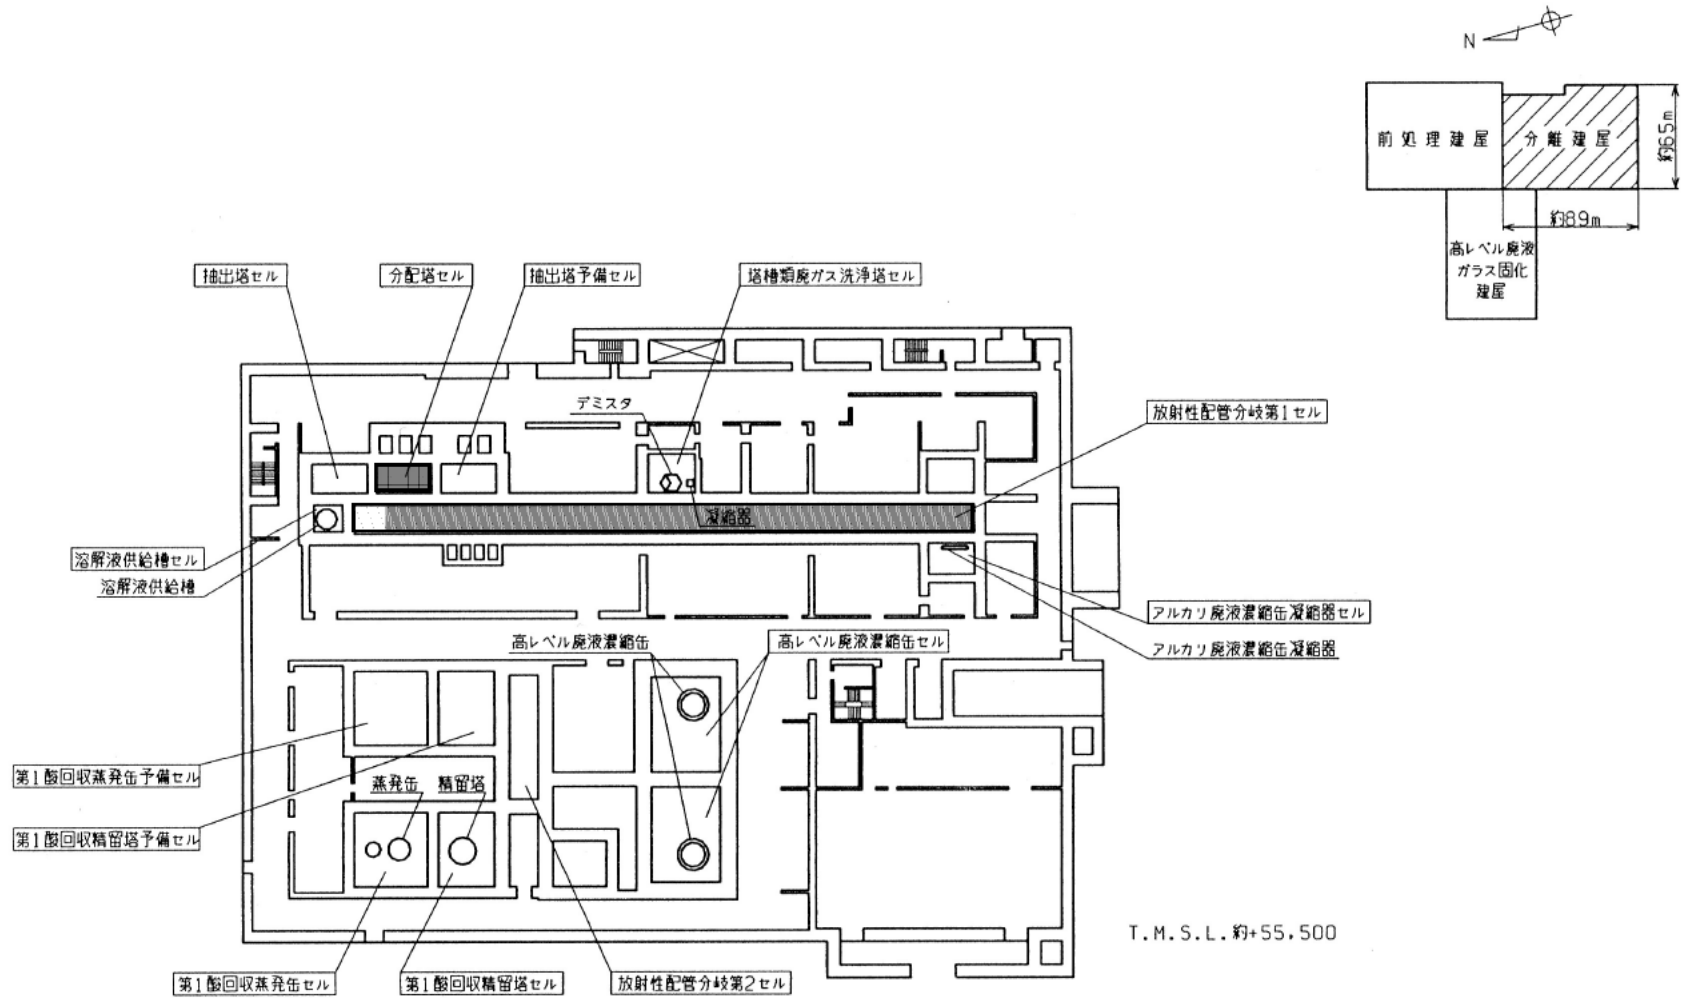 N
前処理建屋
分離建屋
約65m
約89m
高レベル廃液
ガラス固化
建屋
抽出塔セル
分配塔セル
抽出塔予備セル
塔槽類廃ガス洗浄塔セル
デミスタ
放射性配管分岐第1セル
凝縮器
溶解液供給槽セル
溶解液供給槽
アルカリ廃液濃縮缶凝縮器セル
アルカリ廃液濃縮缶凝縮器
高レベル廃液濃縮缶
高レベル廃液濃縮缶セル
第1酸回収蒸発缶予備セル
蒸発缶
精留塔
第1酸回収精留塔予備セル
T.M.S.L.約+55,500
第1酸回収蒸発缶セル
第1酸回収精留塔セル
放射性配管分岐第2セル